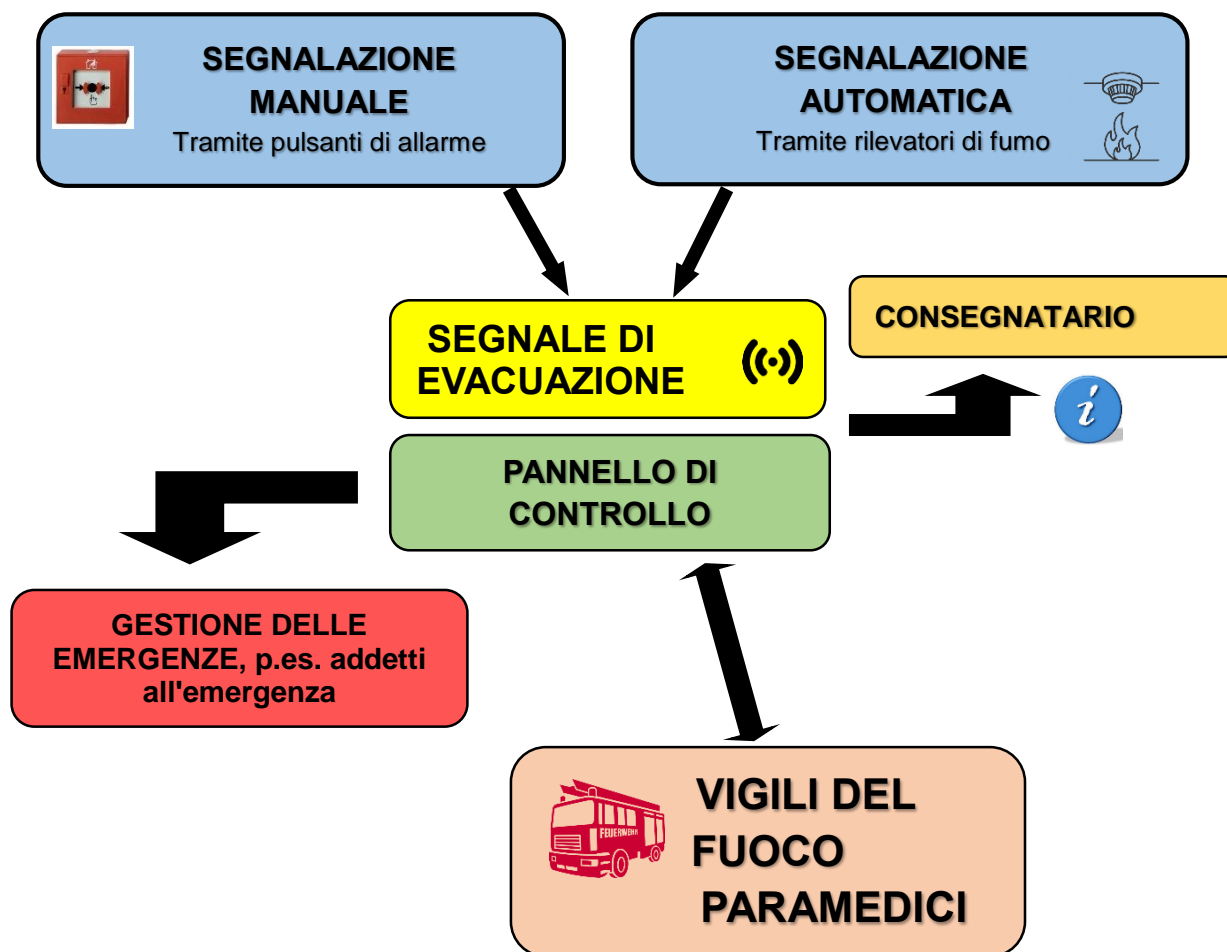 SEGNALAZIONE
MANUALE
Tramite pulsanti di allarme
SEGNALAZIONE
AUTOMATICA
Tramite rilevatori di fumo
SEGNALE DI
EVACUAZIONE
CONSEGNATARIO
i
PANNELLO DI
CONTROLLO
GESTIONE DELLE
EMERGENZE, p.es. addetti
all'emergenza
FEUERWEHR
VIGILI DEL
FUOCO
PARAMEDICI